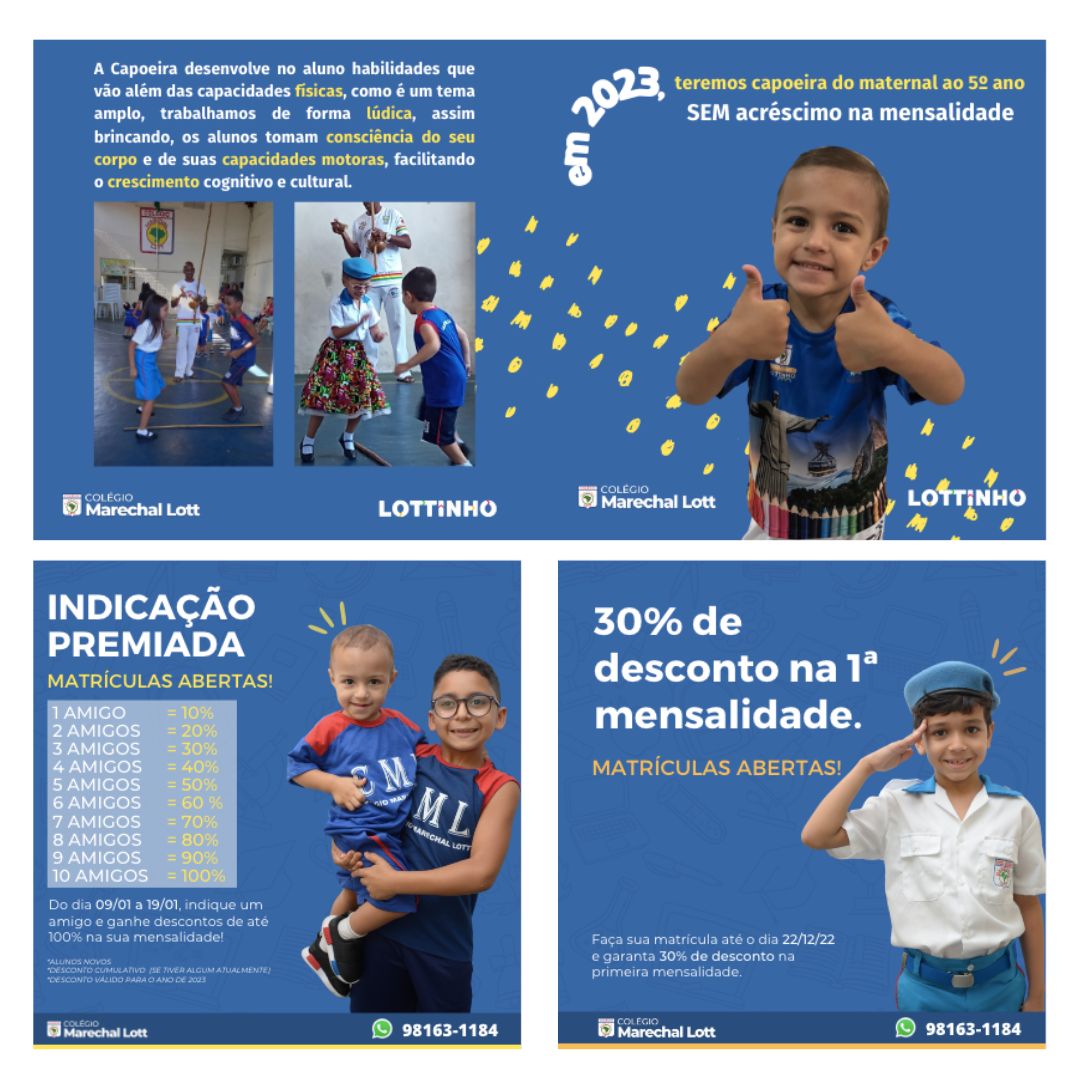 A Capoeira desenvolve no aluno habilidades que
vão além das capacidades físicas, como é um tema
amplo, trabalhamos de forma lúdica, assim
brincando, os alunos tomam consciência do seu
corpo e de suas capacidades motoras, facilitando
o crescimento cognitivo e cultural.
COLÉGIO
Marechal Lott
LOTTINHO
em 2023,
teremos capoeira do maternal ao 5º ano
SEM acréscimo na mensalidade
COLÉGIO
Marechal Lott
LOTTINHO
INDICAÇÃO
PREMIADA
MATRÍCULAS ABERTAS!
1 AMIGO = 10%
2 AMIGOS = 20%
3 AMIGOS = 30%
4 AMIGOS = 40%
5 AMIGOS = 50%
6 AMIGOS = 60 %
7 AMIGOS = 70%
8 AMIGOS = 80%
9 AMIGOS = 90%
10 AMIGOS = 100%
Do dia 09/01 a 19/01, indique um
amigo e ganhe descontos de até
100% na sua mensalidade!
*ALUNOS NOVOS
*DESCONTO CUMULATIVO (SE TIVER ALGUM ATUALMENTE)
*DESCONTO VÁLIDO PARA O ANO DE 2023
C M
ML
MARECHAL LOTT
COLÉGIO
Marechal Lott
98163-1184
30% de
desconto na 1ª
mensalidade.
MATRÍCULAS ABERTAS!
Faça sua matrícula até o dia 22/12/22
e garanta 30% de desconto na
primeira mensalidade.
COLÉGIO
Marechal Lott
98163-1184